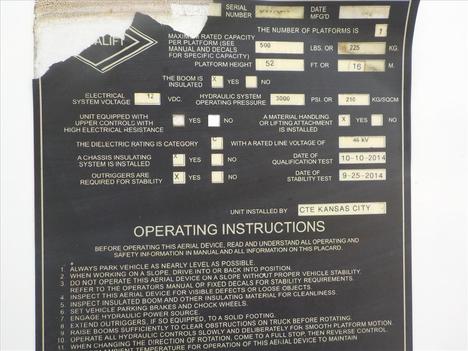 SERIAL NUMBER
DATE MFG'D
ALIFT
THE NUMBER OF PLATFORMS IS 1
MAXIMUM RATED CAPACITY
PER PLATFORM (SEE
MANUAL AND DECALS
FOR SPECIFIC CAPACITY)
500 LBS. OR 225 KG.
PLATFORM HEIGHT 52 FT. OR 16 M.
THE BOOM IS INSULATED X YES NO
ELECTRICAL SYSTEM VOLTAGE 12 VDC.
HYDRAULIC SYSTEM OPERATING PRESSURE 3000 PSI. OR 210 KG/SQCM
UNIT EQUIPPED WITH
UPPER CONTROLS WITH
HIGH ELECTRICAL RESISTANCE
YES NO
A MATERIAL HANDLING
OR LIFTING ATTACHMENT
IS INSTALLED
X YES NO
THE DIELECTRIC RATING IS CATEGORY C WITH A RATED LINE VOLTAGE OF 46 KV
A CHASSIS INSULATING SYSTEM IS INSTALLED X YES NO
DATE OF QUALIFICATION TEST 10-10-2014
OUTRIGGERS ARE REQUIRED FOR STABILITY X YES NO
DATE OF STABILITY TEST 9-25-2014
UNIT INSTALLED BY CTE KANSAS CITY
OPERATING INSTRUCTIONS
BEFORE OPERATING THIS AERIAL DEVICE, READ AND UNDERSTAND ALL OPERATING AND
SAFETY INFORMATION IN MANUAL AND ALL INFORMATION ON THIS PLACARD.
1. ALWAYS PARK VEHICLE AS NEARLY LEVEL AS POSSIBLE.
2. WHEN WORKING ON A SLOPE, DRIVE INTO OR BACK INTO POSITION.
3. DO NOT OPERATE THIS AERIAL DEVICE ON A SLOPE WITHOUT PROPER VEHICLE STABILITY.
REFER TO THE OPERATORS MANUAL OR FIXED DECALS FOR STABILITY REQUIREMENTS.
4. INSPECT THIS AERIAL DEVICE FOR VISIBLE DEFECTS OR LOOSE OBJECTS.
5. INSPECT INSULATED BOOM AND OTHER INSULATING MATERIAL FOR CLEANLINESS
6. SET VEHICLE PARKING BRAKES AND CHOCK WHEELS.
7. ENGAGE HYDRAULIC POWER SOURCE.
8. EXTEND OUTRIGGERS, IF SO EQUIPPED, TO A SOLID FOOTING.
9. RAISE BOOMS SUFFICIENTLY TO CLEAR OBSTRUCTIONS ON TRUCK BEFORE ROTATING.
10. OPERATE ALL HYDRAULIC CONTROLS SLOWLY AND DELIBERATELY FOR SMOOTH PLATFORM MOTION.
11. WHEN CHANGING THE DIRECTION OF ROTATION, COME TO A FULL STOP, THEN REVERSE CONTROL.
AMBIENT TEMPERATURE FOR OPERATION OF THIS AERIAL DEVICE TO MAINTAIN